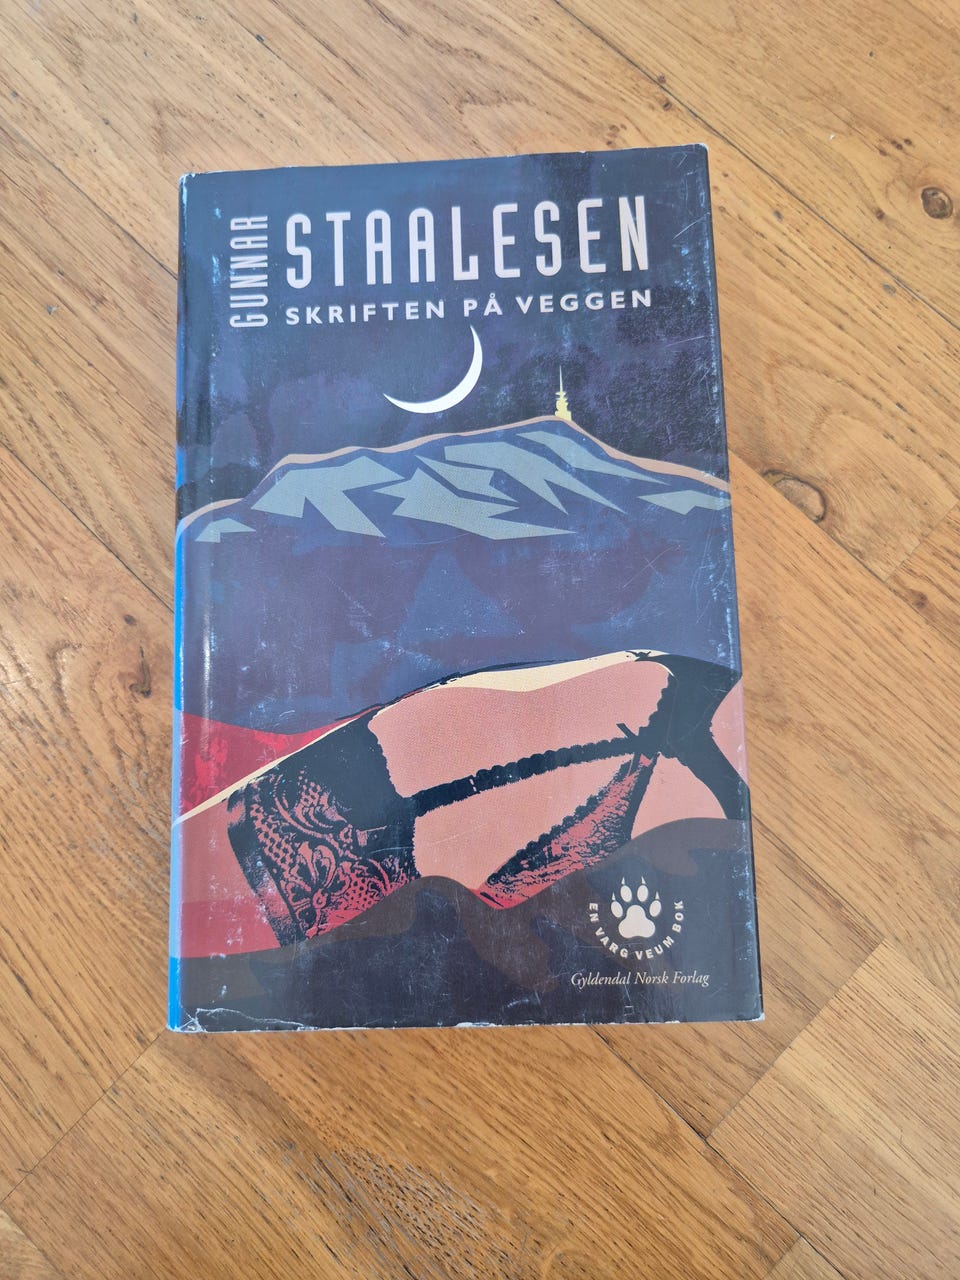 GUNNAR
STAALESEN
SKRIFTEN PÅ VEGGEN
EN VARG VEUM BOK
Gyldendal Norsk Forlag